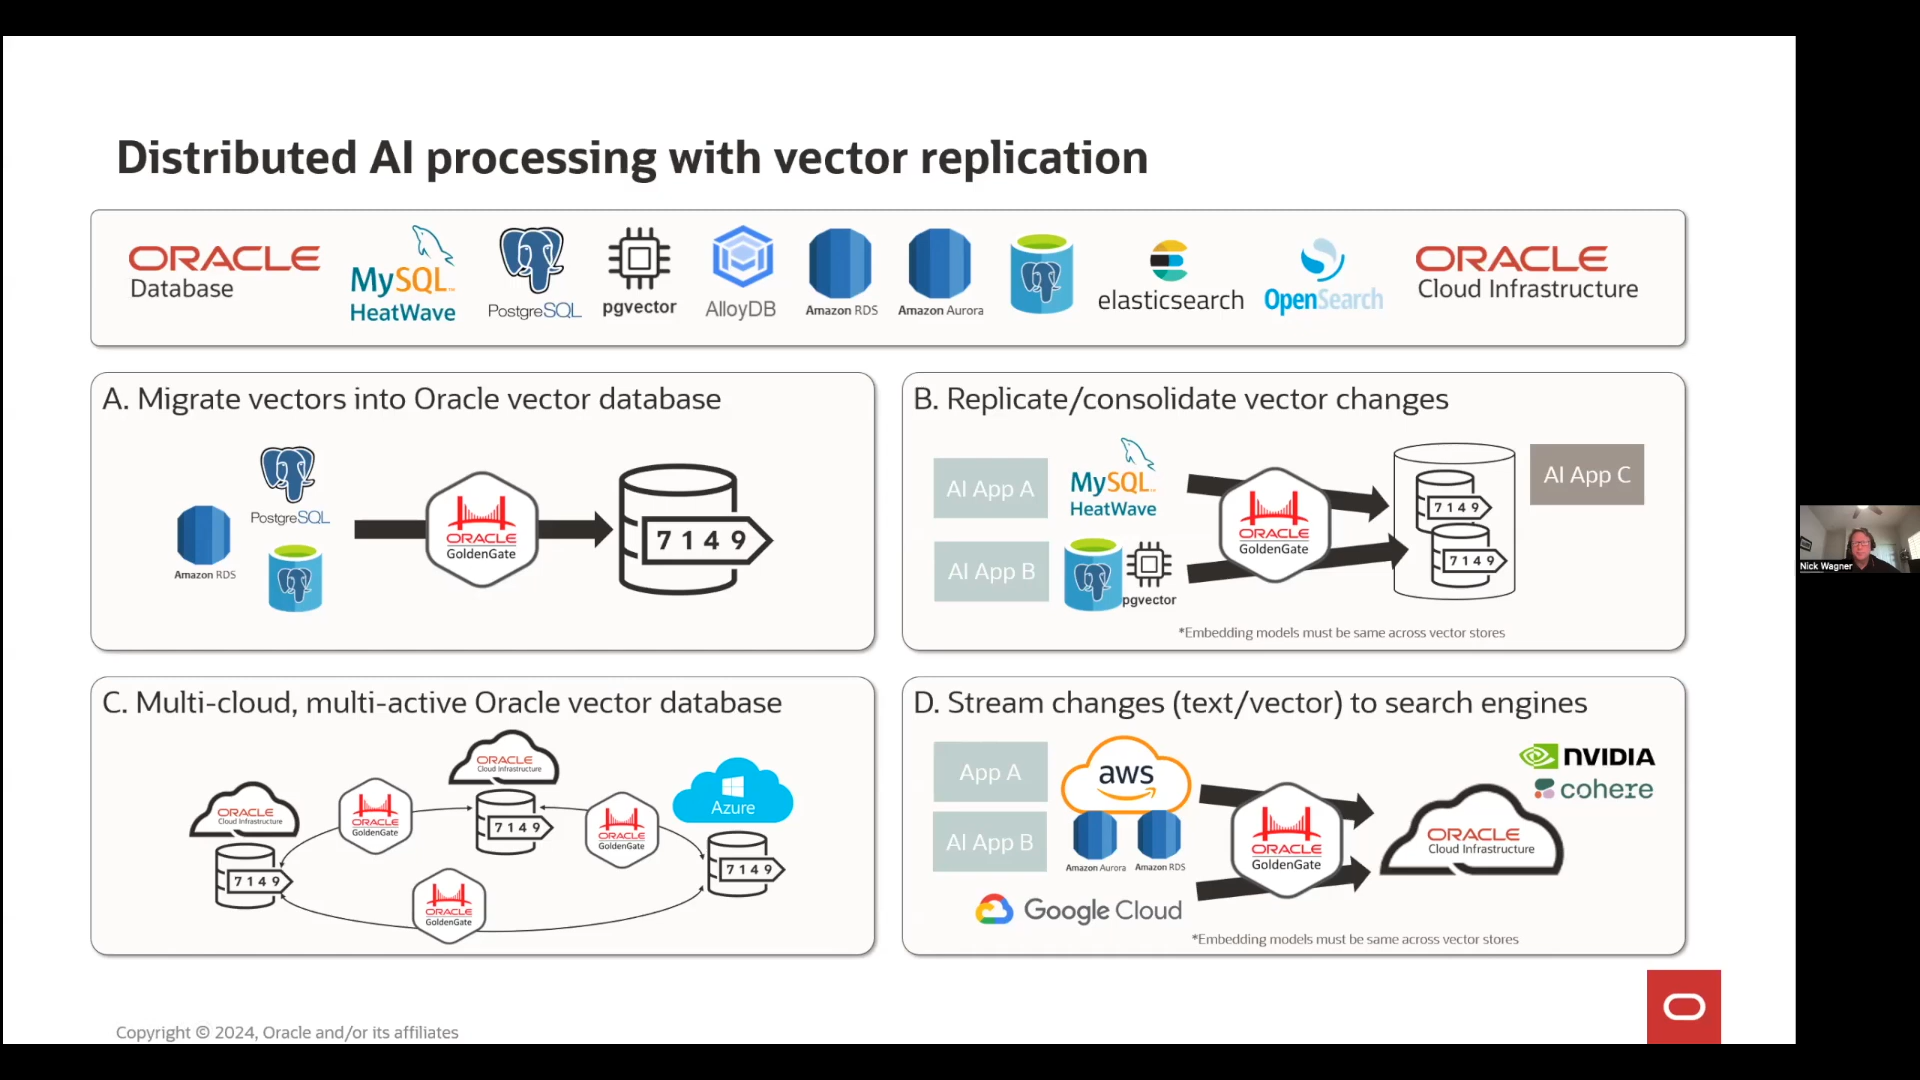 Distributed AI processing with vector replication
ORACLE
Database
MySQL
HeatWave
PostgreSQL
pgvector
AlloyDB
Amazon RDS
Amazon Aurora
elasticsearch
OpenSearch
ORACLE
Cloud Infrastructure
A. Migrate vectors into Oracle vector database
PostgreSQL
Amazon RDS
ORACLE
GoldenGate
7 1 4 9
B. Replicate/consolidate vector changes
AI App A
MySQL
HeatWave
AI App B
pgvector
ORACLE
GoldenGate
7 1 4 9
7 1 4 9
AI App C
*Embedding models must be same across vector stores
C. Multi-cloud, multi-active Oracle vector database
ORACLE
Cloud Infrastructure
7 1 4 9
ORACLE
GoldenGate
ORACLE
Cloud Infrastructure
7 1 4 9
ORACLE
GoldenGate
Azure
7 1 4 9
ORACLE
GoldenGate
D. Stream changes (text/vector) to search engines
App A
AI App B
aws
Amazon Aurora
Amazon RDS
Google Cloud
ORACLE
GoldenGate
NVIDIA
cohere
ORACLE
Cloud Infrastructure
*Embedding models must be same across vector stores
Nick Wagner
Copyright © 2024, Oracle and/or its affiliates